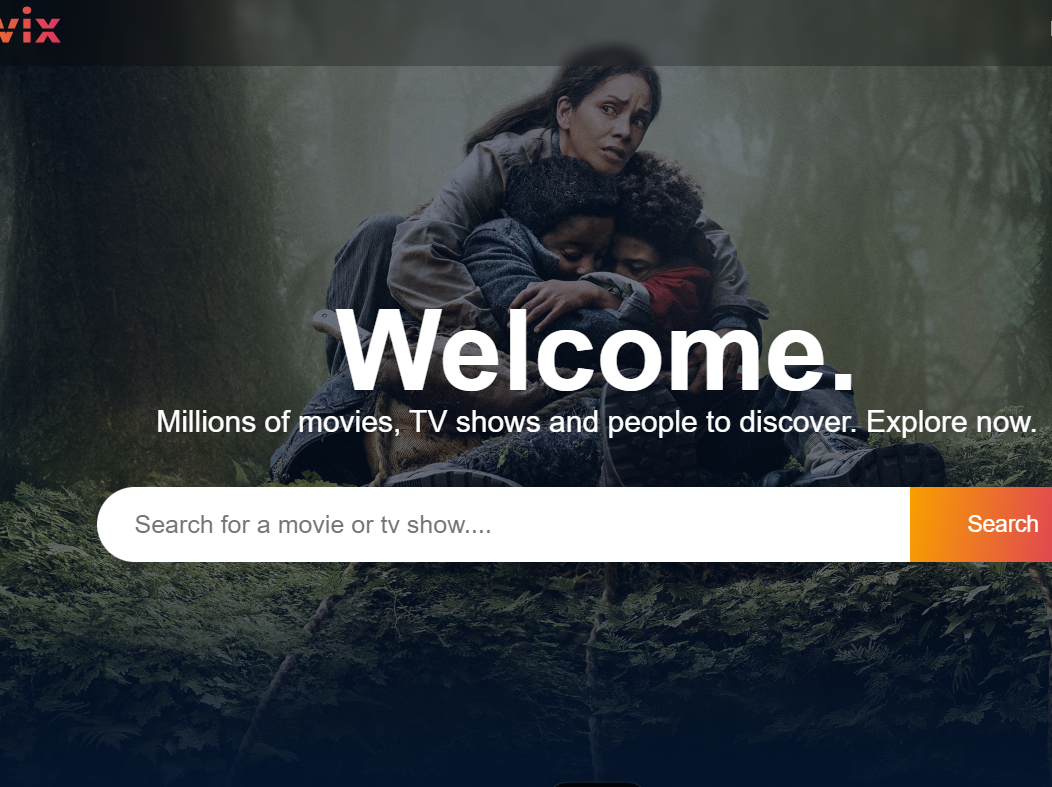 vix
Welcome.
Millions of movies, TV shows and people to discover. Explore now.
Search for a movie or tv show....
Search